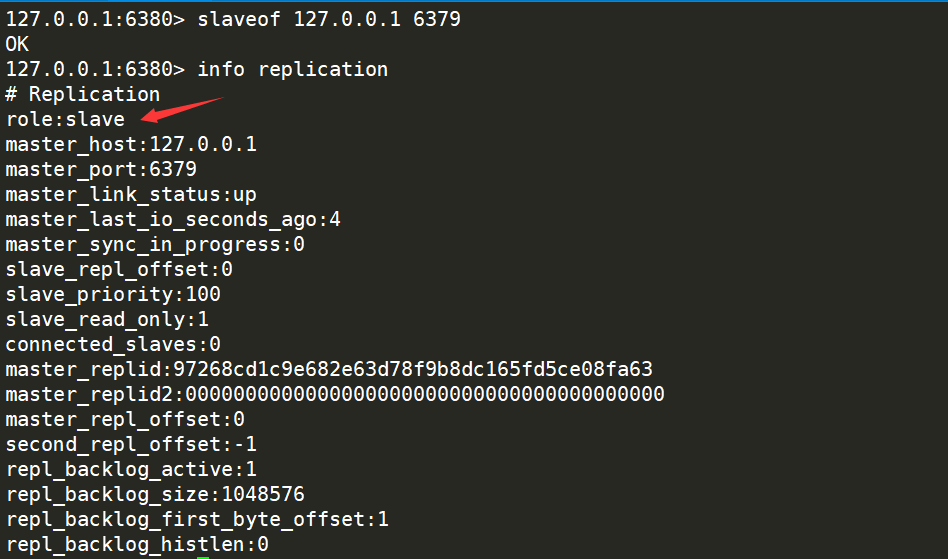 127.0.0.1:6380> slaveof 127.0.0.1 6379
OK
127.0.0.1:6380> info replication
# Replication
role:slave
master_host:127.0.0.1
master_port:6379
master_link_status:up
master_last_io_seconds_ago:4
master_sync_in_progress:0
slave_repl_offset:0
slave_priority:100
slave_read_only:1
connected_slaves:0
master_replid:97268cd1c9e682e63d78f9b8dc165fd5ce08fa63
master_replid2:0000000000000000000000000000000000000000
master_repl_offset:0
second_repl_offset:-1
repl_backlog_active:1
repl_backlog_size:1048576
repl_backlog_first_byte_offset:1
repl_backlog_histlen:0